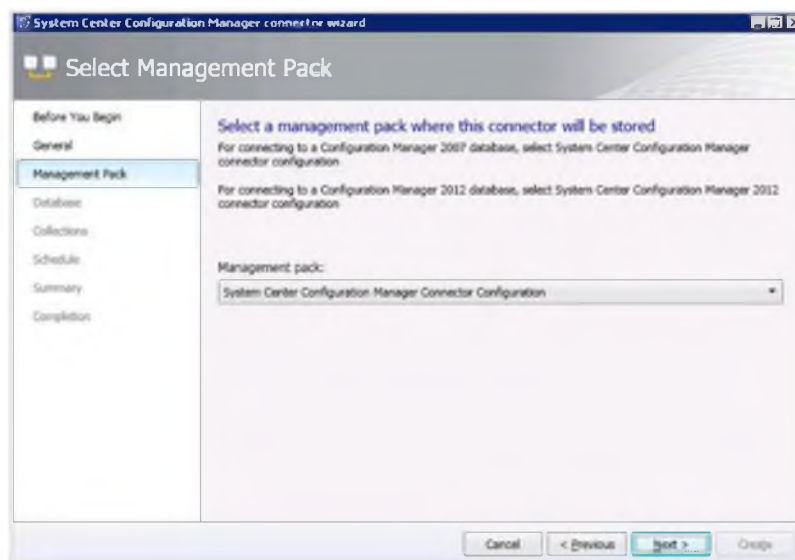 System Center Configuration Manager connector wizard
Select Management Pack
Before You Begin
General
Management Pack
Database
Collections
Schedule
Summary
Completion
Select a management pack where this connector will be stored
For connecting to a Configuration Manager 2007 database, select System Center Configuration Manager
connector configuration
For connecting to a Configuration Manager 2012 database, select System Center Configuration Manager 2012
connector configuration
Management pack:
System Center Configuration Manager Connector Configuration
Cancel
< Previous
Next >
Create